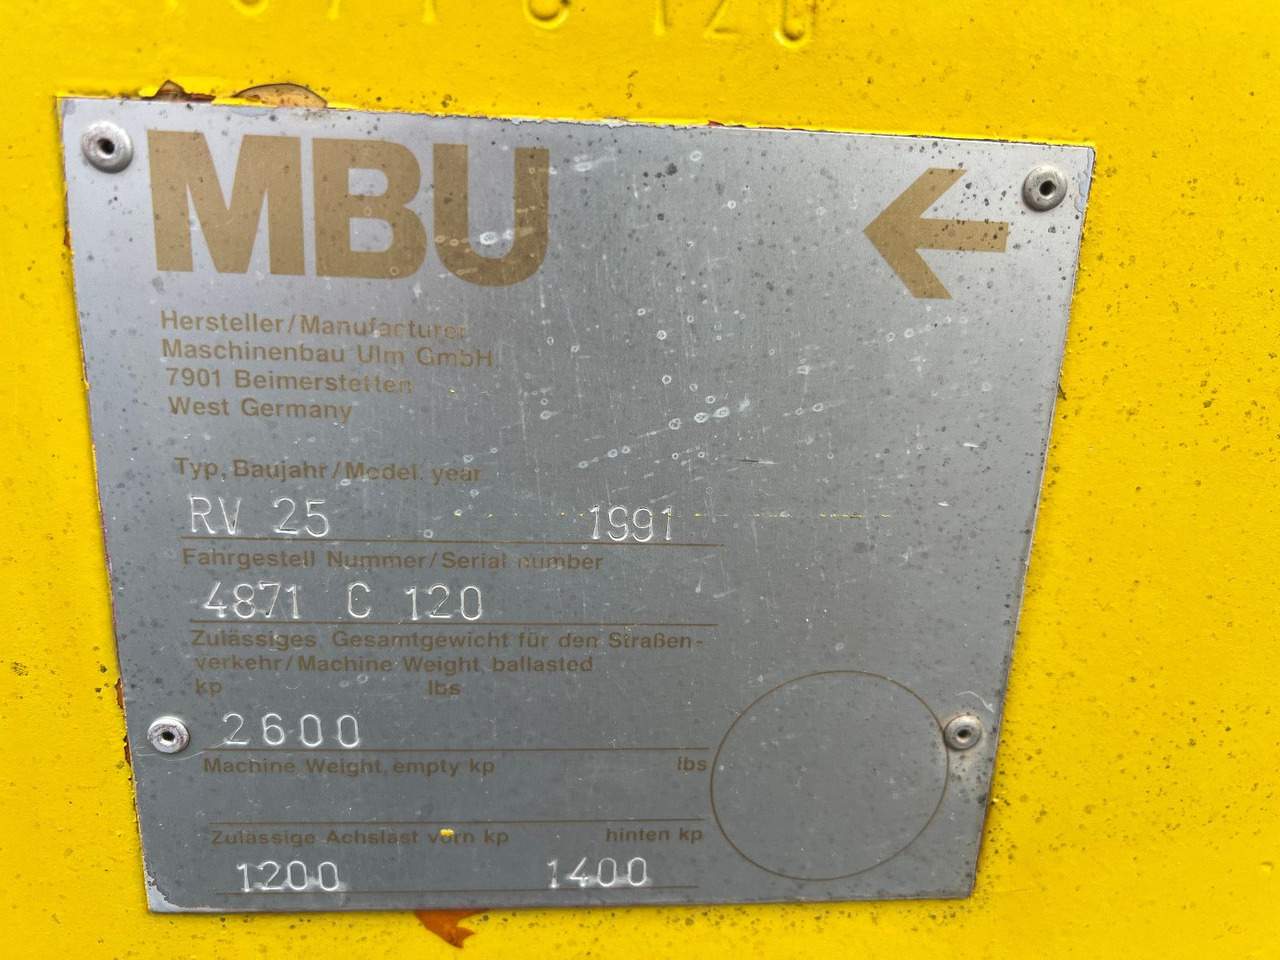 C 120
MBU
Hersteller/Manufacturer
Maschinenbau Ulm GmbH
7901 Beimerstetten
West Germany
Typ, Baujahr/Model. year
RV 25 1991
Fahrgestell Nummer/Serial number
4871 C 120
Zulässiges Gesamtgewicht für den Straßen-
verkehr/Machine Weight ballasted
kp lbs
2600
Machine Weight, empty kp lbs
Zulässige Achslast vorn kp hinten kp
1200 1400